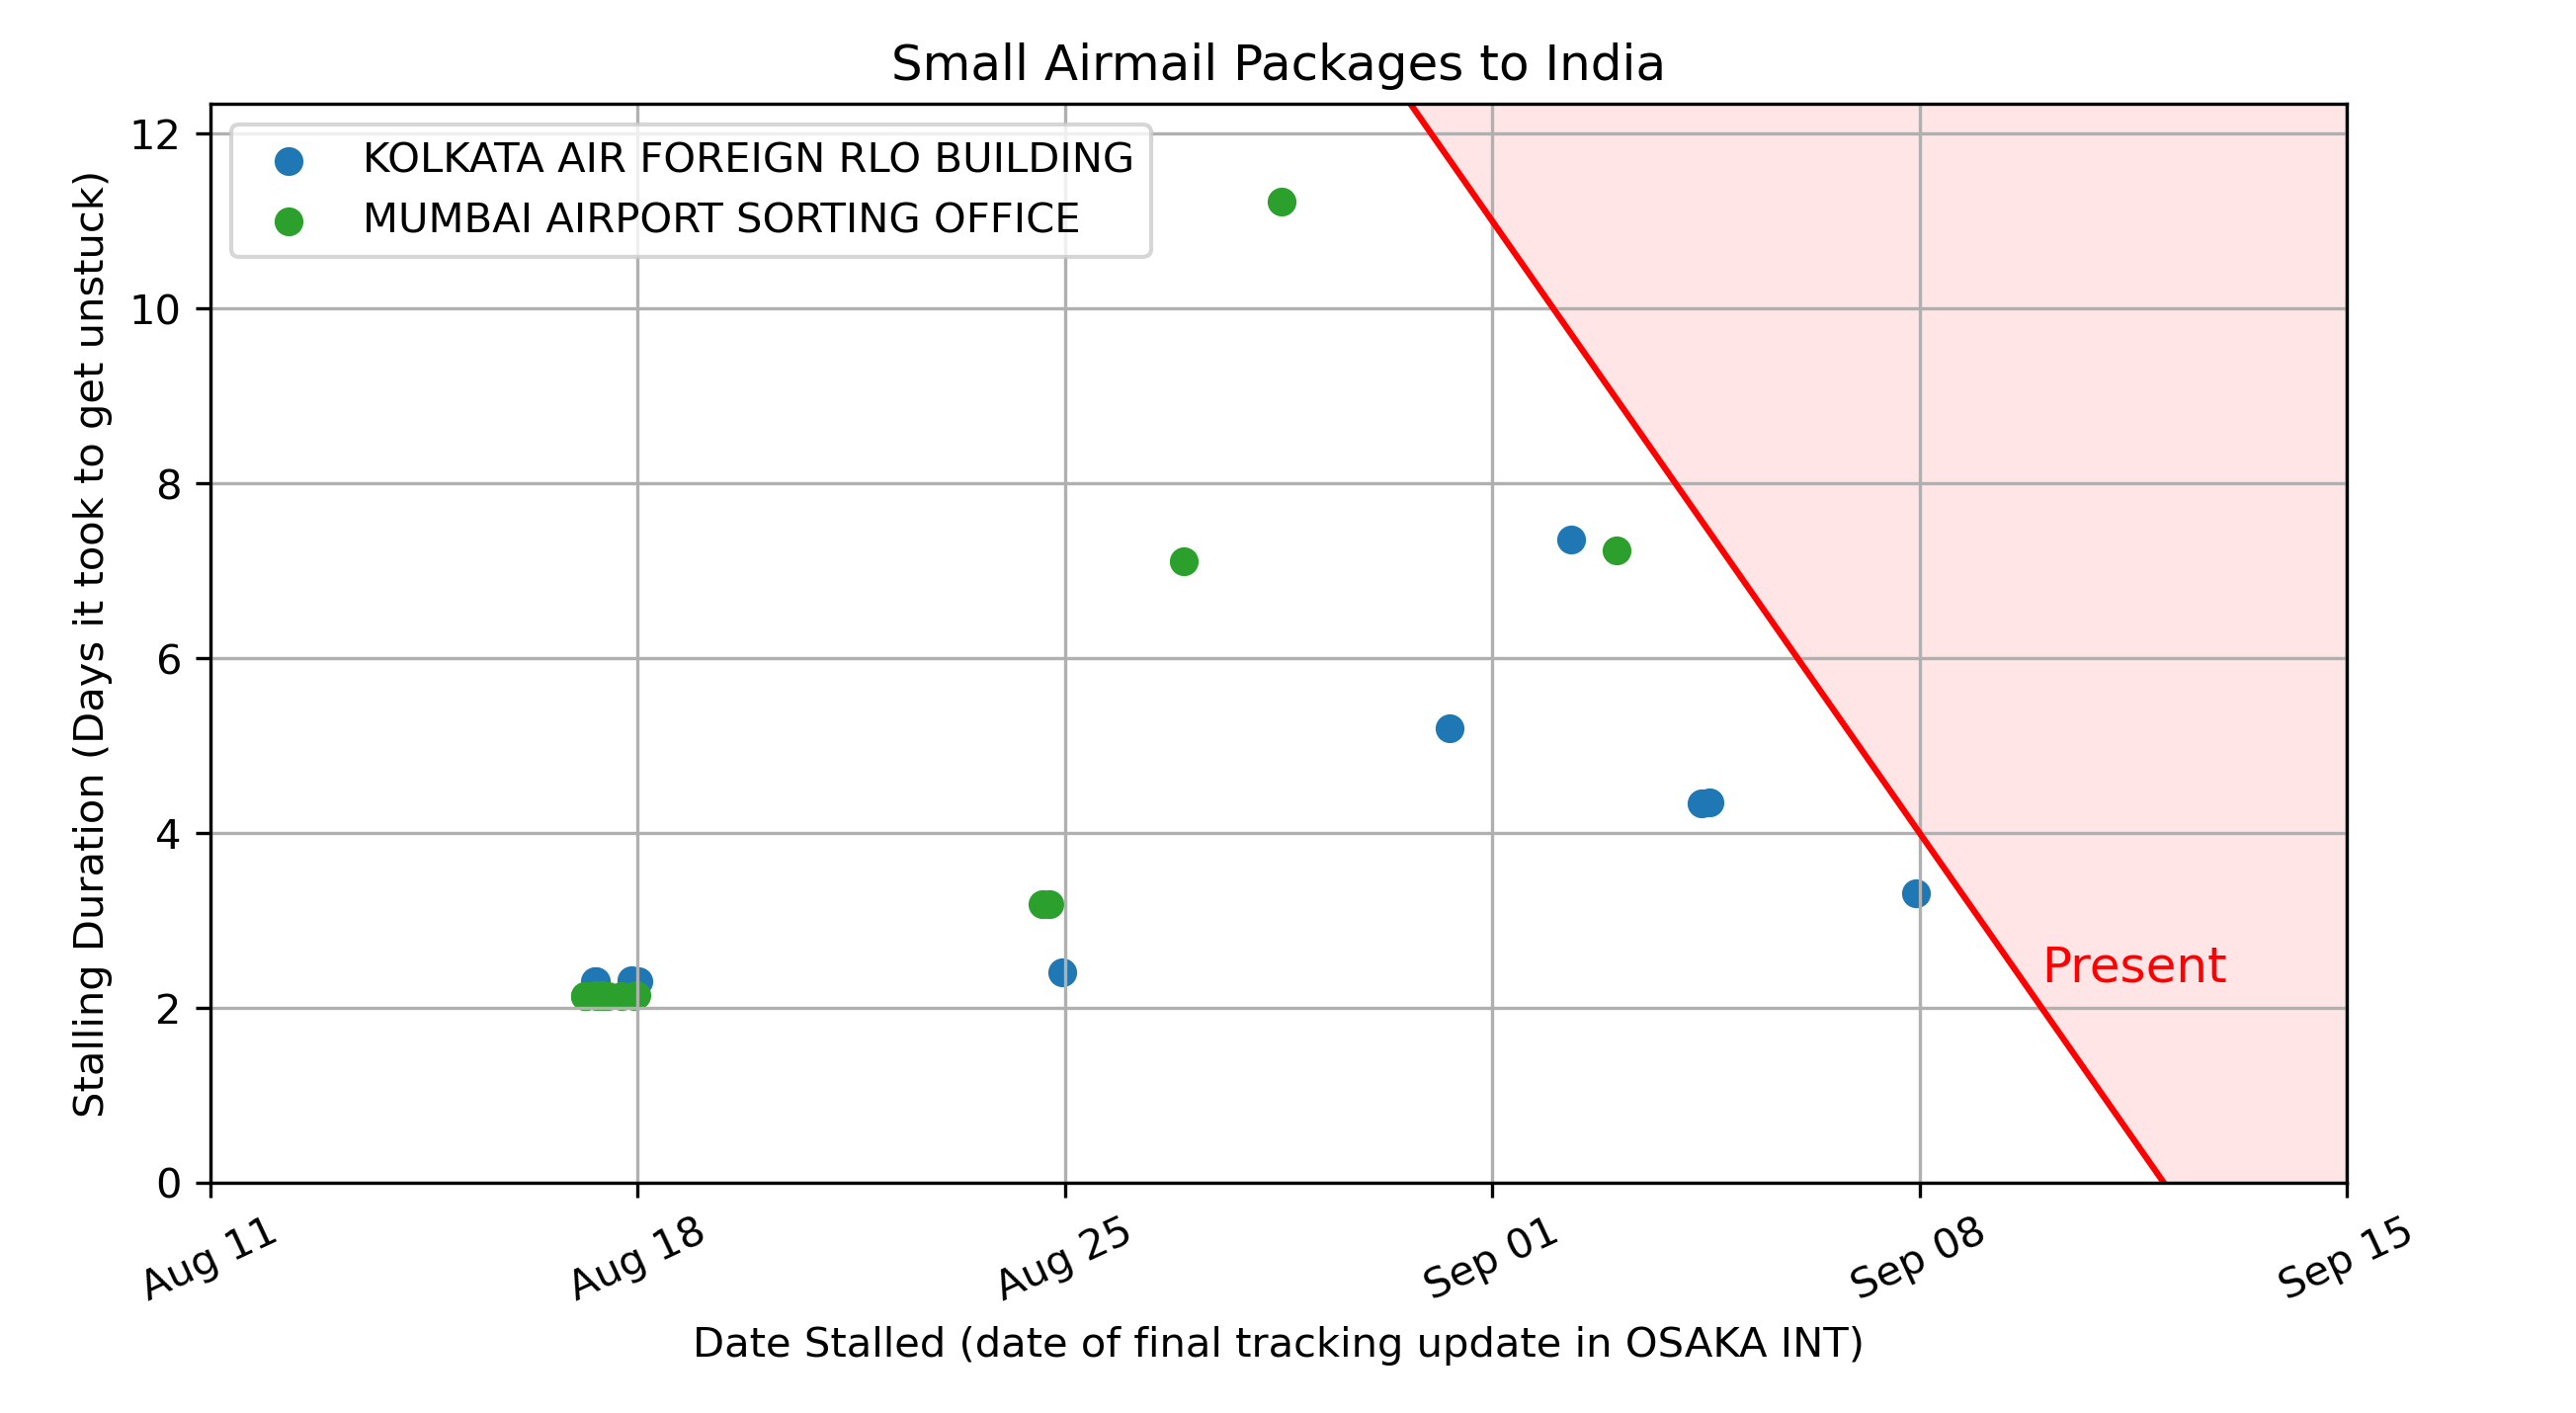 Small Airmail Packages to India
KOLKATA AIR FOREIGN RLO BUILDING
MUMBAI AIRPORT SORTING OFFICE
Stalling Duration (Days it took to get unstuck)
12
10
8
6
4
2
0
Present
Aug 11
Aug 18
Aug 25
Sep 01
Sep 08
Sep 15
Date Stalled (date of final tracking update in OSAKA INT)